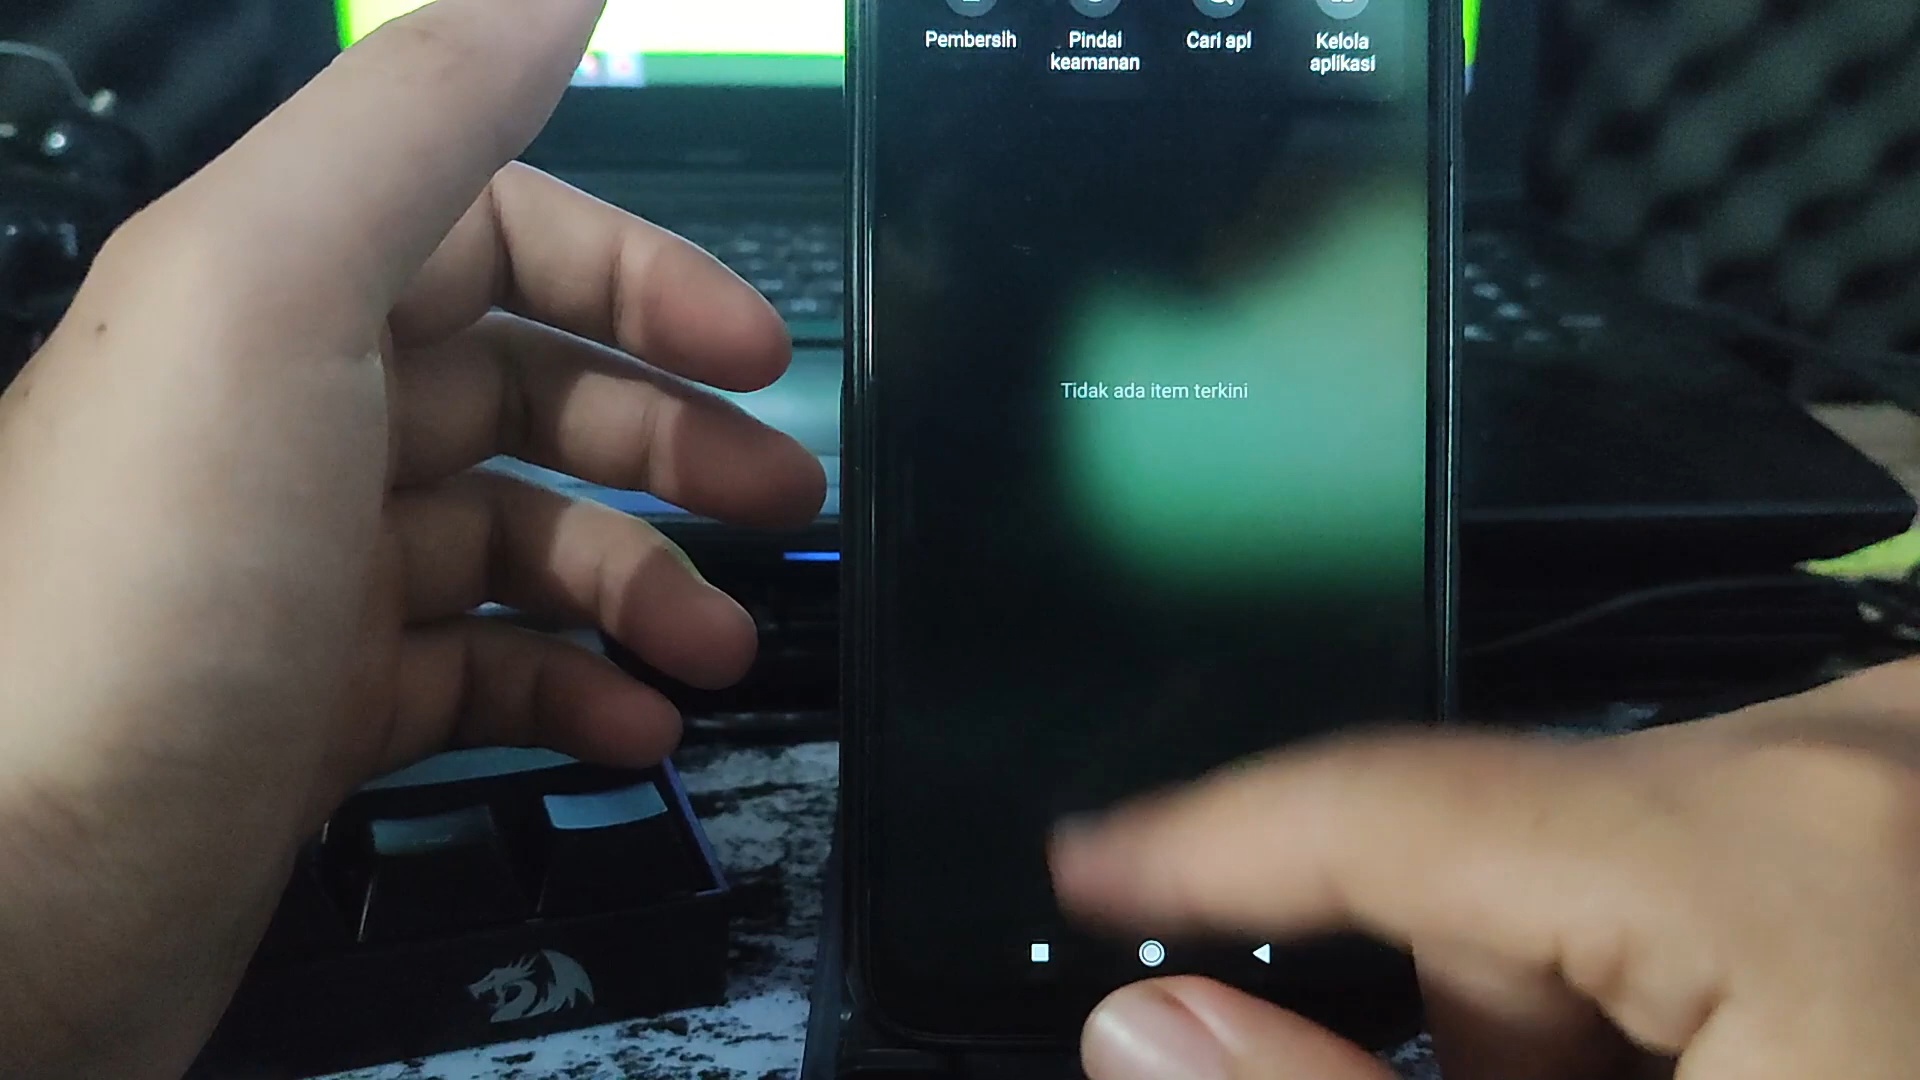 Pembersih
Pindai
keamanan
Cari apl
Kelola
aplikasi
Tidak ada item terkini